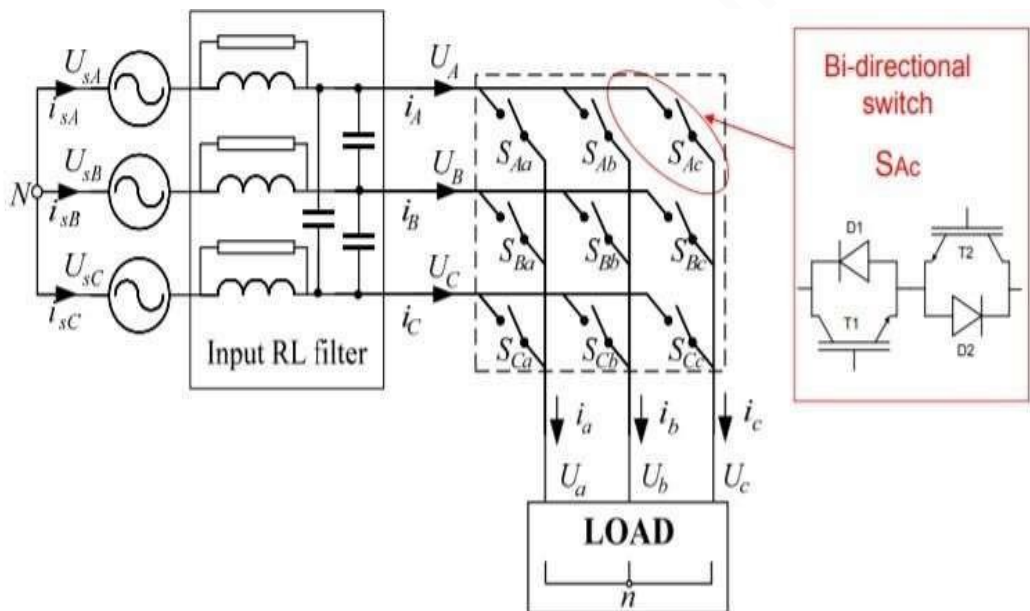 U_sA
i_sA
U_A
i_A
U_sB
N
i_sB
U_B
i_B
U_sC
i_sC
U_C
i_C
Input RL filter
S_Aa S_Ab S_Ac
S_Ba S_Bb S_Bc
S_Ca S_Cb S_Cc
i_a i_b i_c
U_a U_b U_c
LOAD
n
Bi-directional
switch
SAc
D1
T1
T2
D2